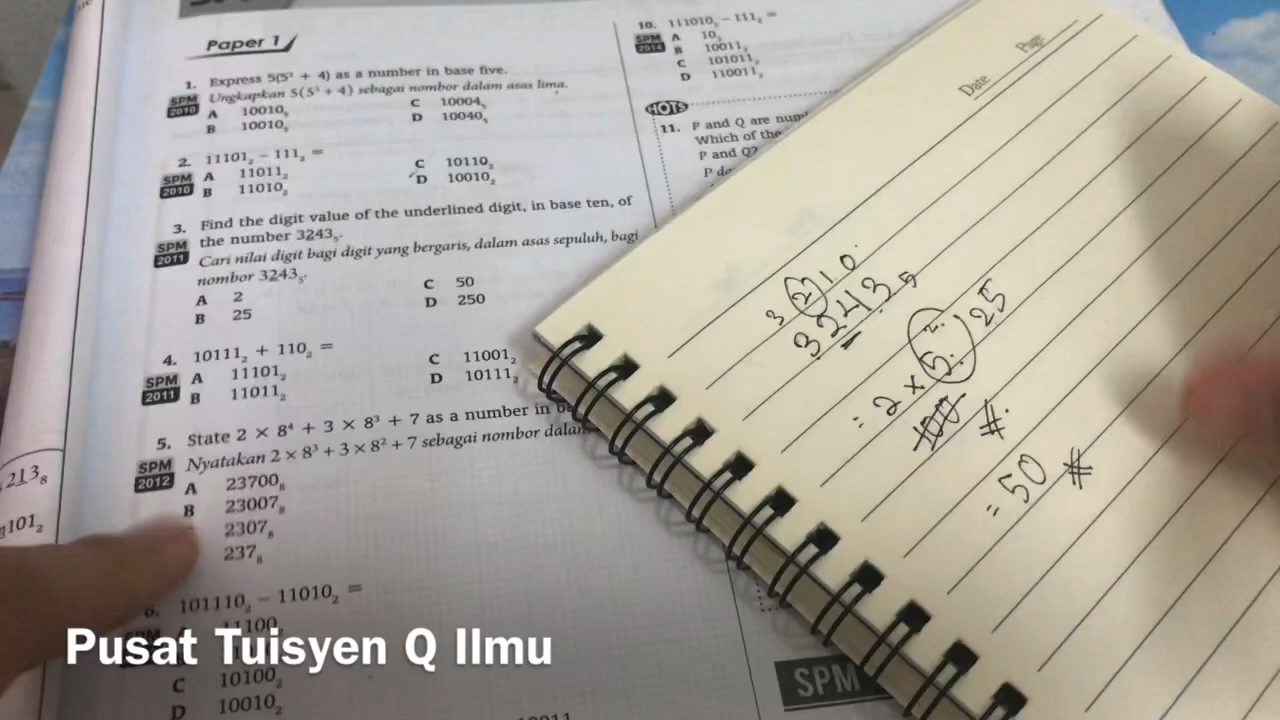 Paper 1
1. Express 5(5³ + 4) as a number in base five.
SPM 2010 Ungkapkan 5(5³ + 4) sebagai nombor dalam asas lima.
A 10010₅ C 10004₅
B 10010₅ D 10040₅
2. 11101₂ − 111₂ =
SPM 2010 A 11011₂ C 10110₂
B 11010₂ D 10010₂
3. Find the digit value of the underlined digit, in base ten, of
SPM 2011 the number 3243₅.
Cari nilai digit bagi digit yang bergaris, dalam asas sepuluh, bagi
nombor 3243₅.
A 2 C 50
B 25 D 250
4. 10111₂ + 110₂ =
SPM 2011 A 11101₂ C 11001₂
B 11011₂ D 10111₂
5. State 2 × 8⁴ + 3 × 8³ + 7 as a number in
SPM 2012 Nyatakan 2 × 8³ + 3 × 8² + 7 sebagai nombor
A 23700₈
B 23007₈
2307₈
237₈
6. 101110₂ − 11010₂ =
11100₂
C 10100₂
D 10010₂
213₈
101₂
10. 111010₂ − 111₂ =
SPM 2014 A 10₂
B 10011₂
C 101011₂
D 110011₂
HOTS
11. P and Q are
Which of the
P and Q?
P
SPM
Date Page
3 2 1 0
3243₅
= 2 × 5² 25
100 #
= 50 #
Pusat Tuisyen Q Ilmu